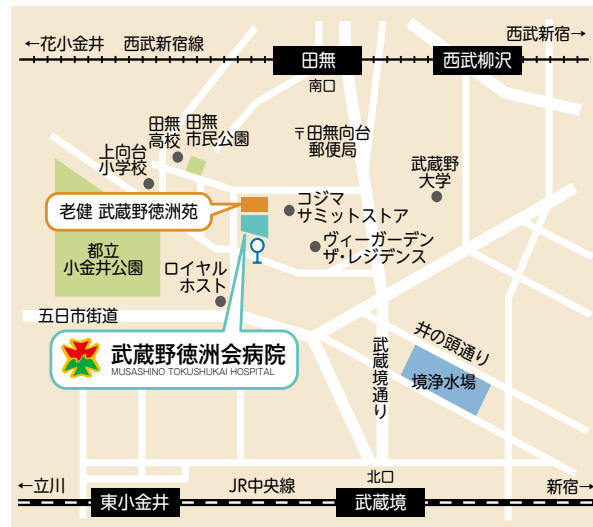 ←花小金井
西武新宿線
西武新宿→
田無
西武柳沢
南口
田無
高校
田無
市民公園
〒田無向台
郵便局
上向台
小学校
武蔵野
大学
老健 武蔵野徳洲苑
コジマ
サミットストア
都立
小金井公園
ヴィーガーデン
ザ・レジデンス
ロイヤル
ホスト
五日市街道
武蔵野徳洲会病院
MUSASHINO TOKUSHUKAI HOSPITAL
武蔵境通り
井の頭通り
境浄水場
←立川
JR中央線
北口
新宿→
東小金井
武蔵境